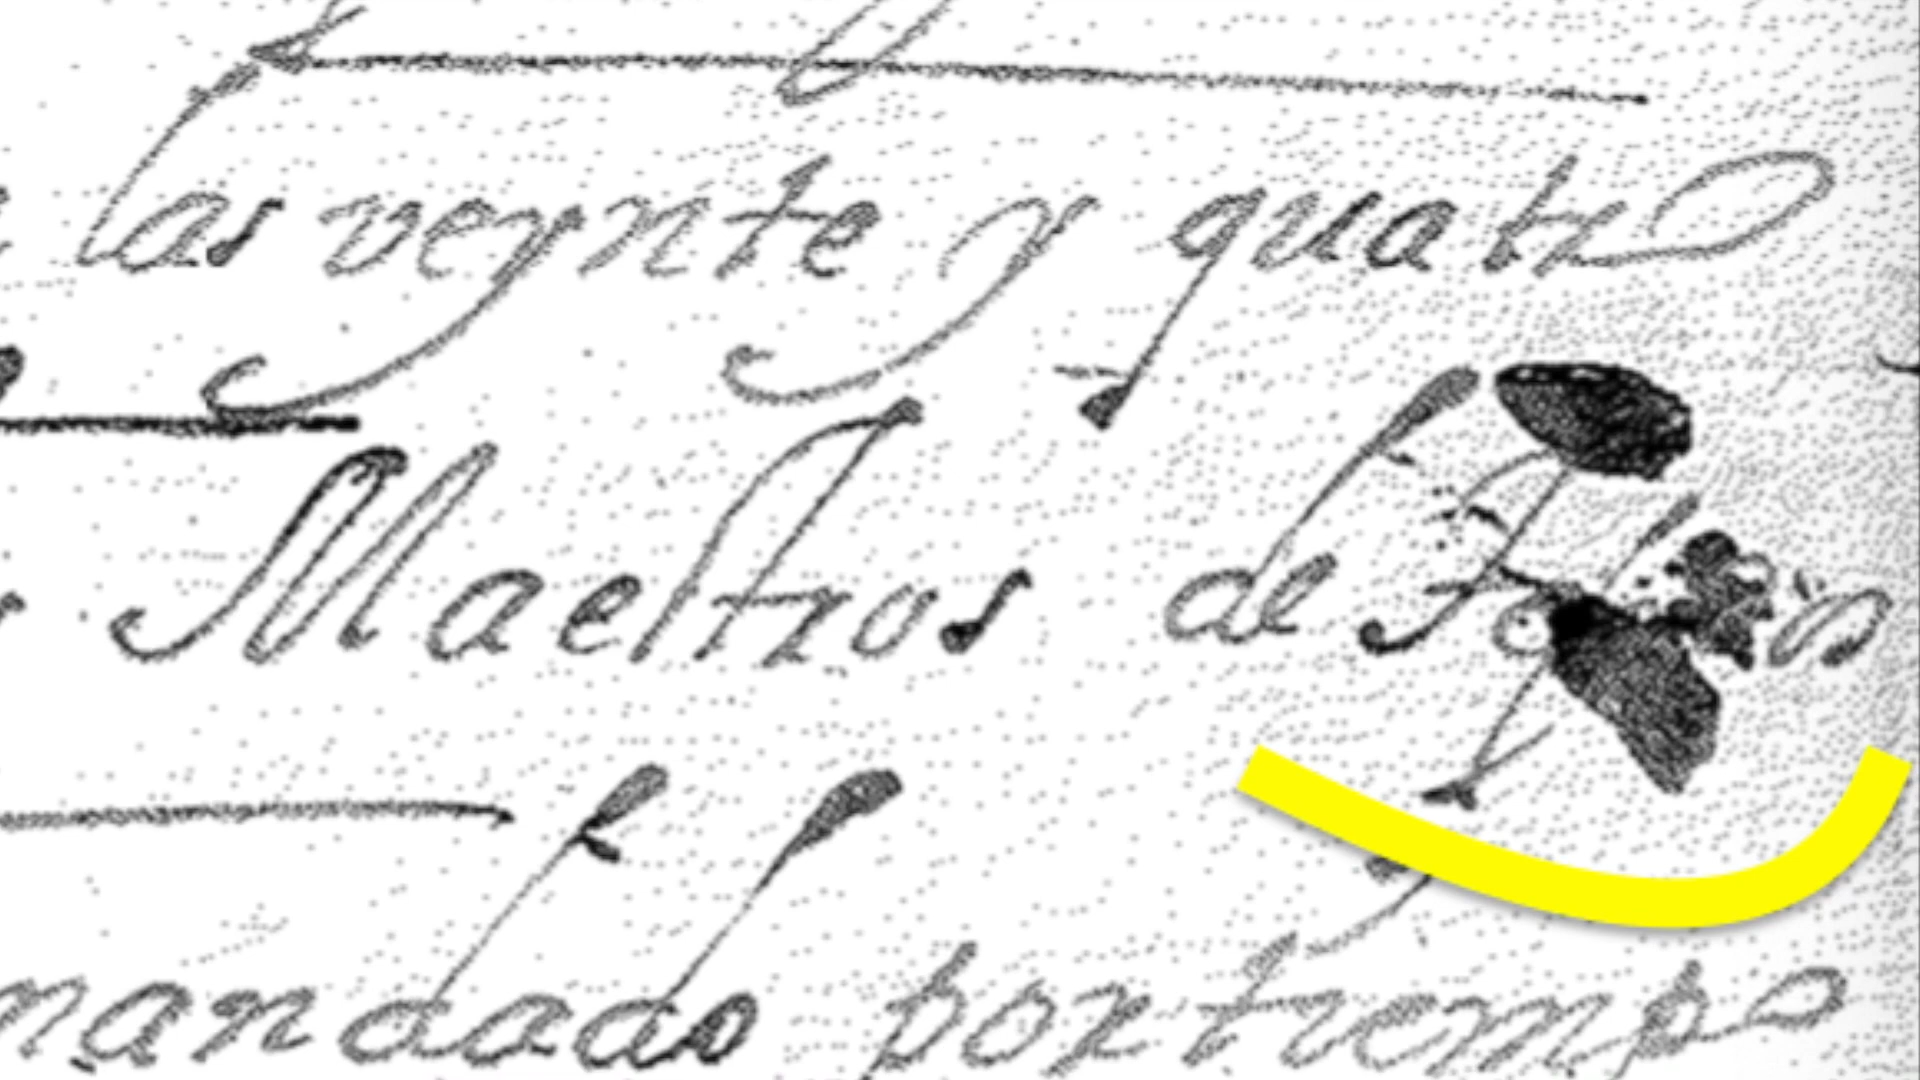 las veynte y quatro
Maestros de
mandado por tiempo